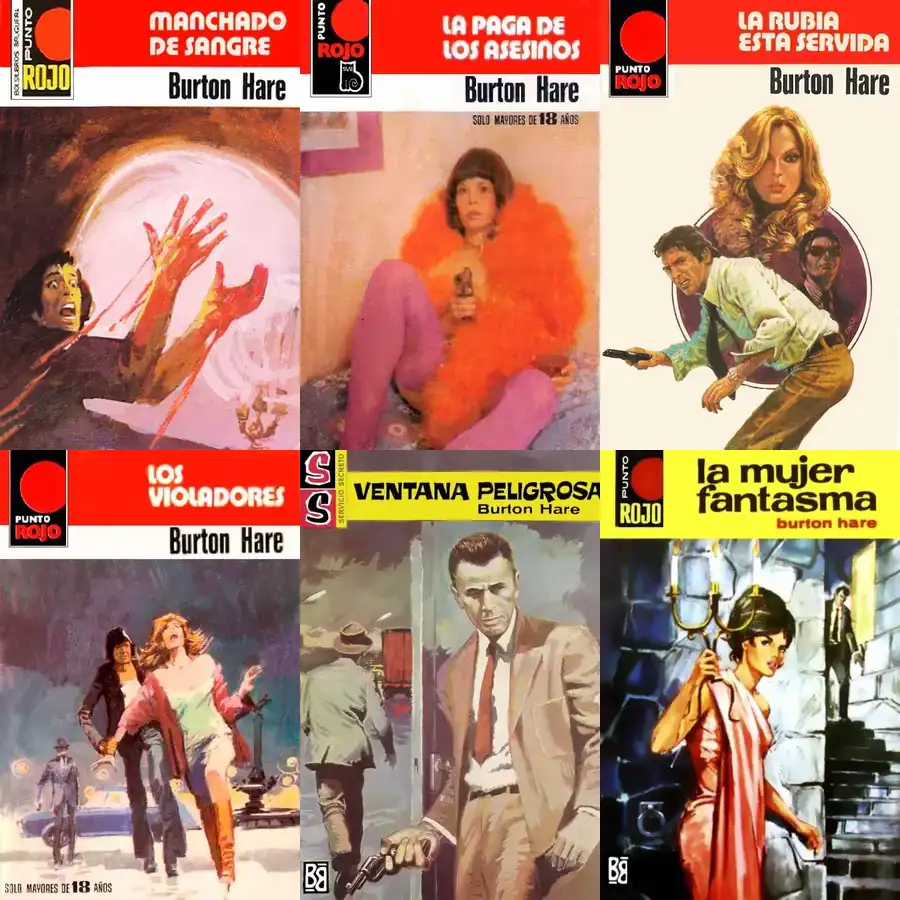 BOLSILIBROS BRUGUERA
PUNTO
ROJO
MANCHADO
DE SANGRE
Burton Hare
PUNTO
ROJO
LA PAGA DE
LOS ASESINOS
Burton Hare
SOLO MAYORES DE 18 AÑOS
PUNTO
ROJO
LA RUBIA
ESTA SERVIDA
Burton Hare
PUNTO
ROJO
LOS
VIOLADORES
Burton Hare
SOLO MAYORES DE 18 AÑOS
S
S
SERVICIO SECRETO
VENTANA PELIGROSA
Burton Hare
B
PUNTO
ROJO
la mujer
fantasma
burton hare
B